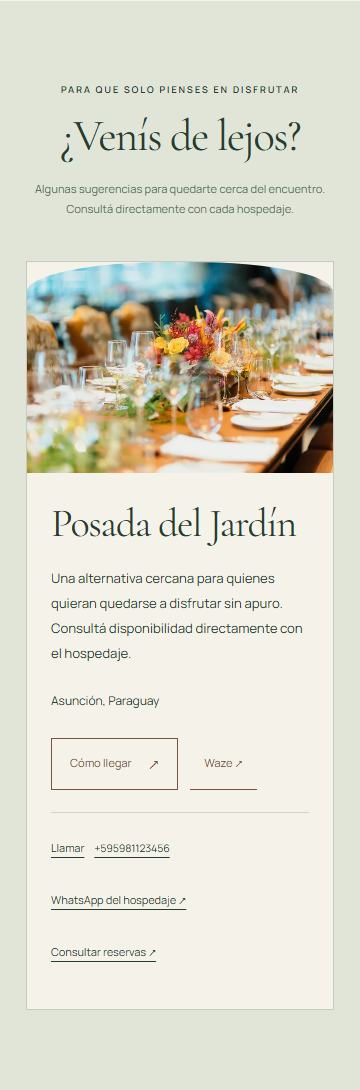 PARA QUE SOLO PIENSES EN DISFRUTAR
¿Venís de lejos?
Algunas sugerencias para quedarte cerca del encuentro.
Consultá directamente con cada hospedaje.
Posada del Jardín
Una alternativa cercana para quienes
quieran quedarse a disfrutar sin apuro.
Consultá disponibilidad directamente con
el hospedaje.
Asunción, Paraguay
Cómo llegar ↗ Waze ↗
Llamar +595981123456
WhatsApp del hospedaje ↗
Consultar reservas ↗